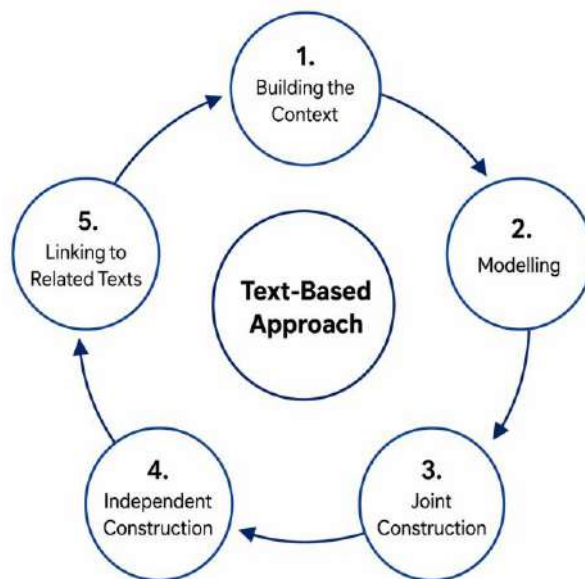 1.
Building the
Context
2.
Modelling
3.
Joint
Construction
4.
Independent
Construction
5.
Linking to
Related Texts
Text-Based
Approach